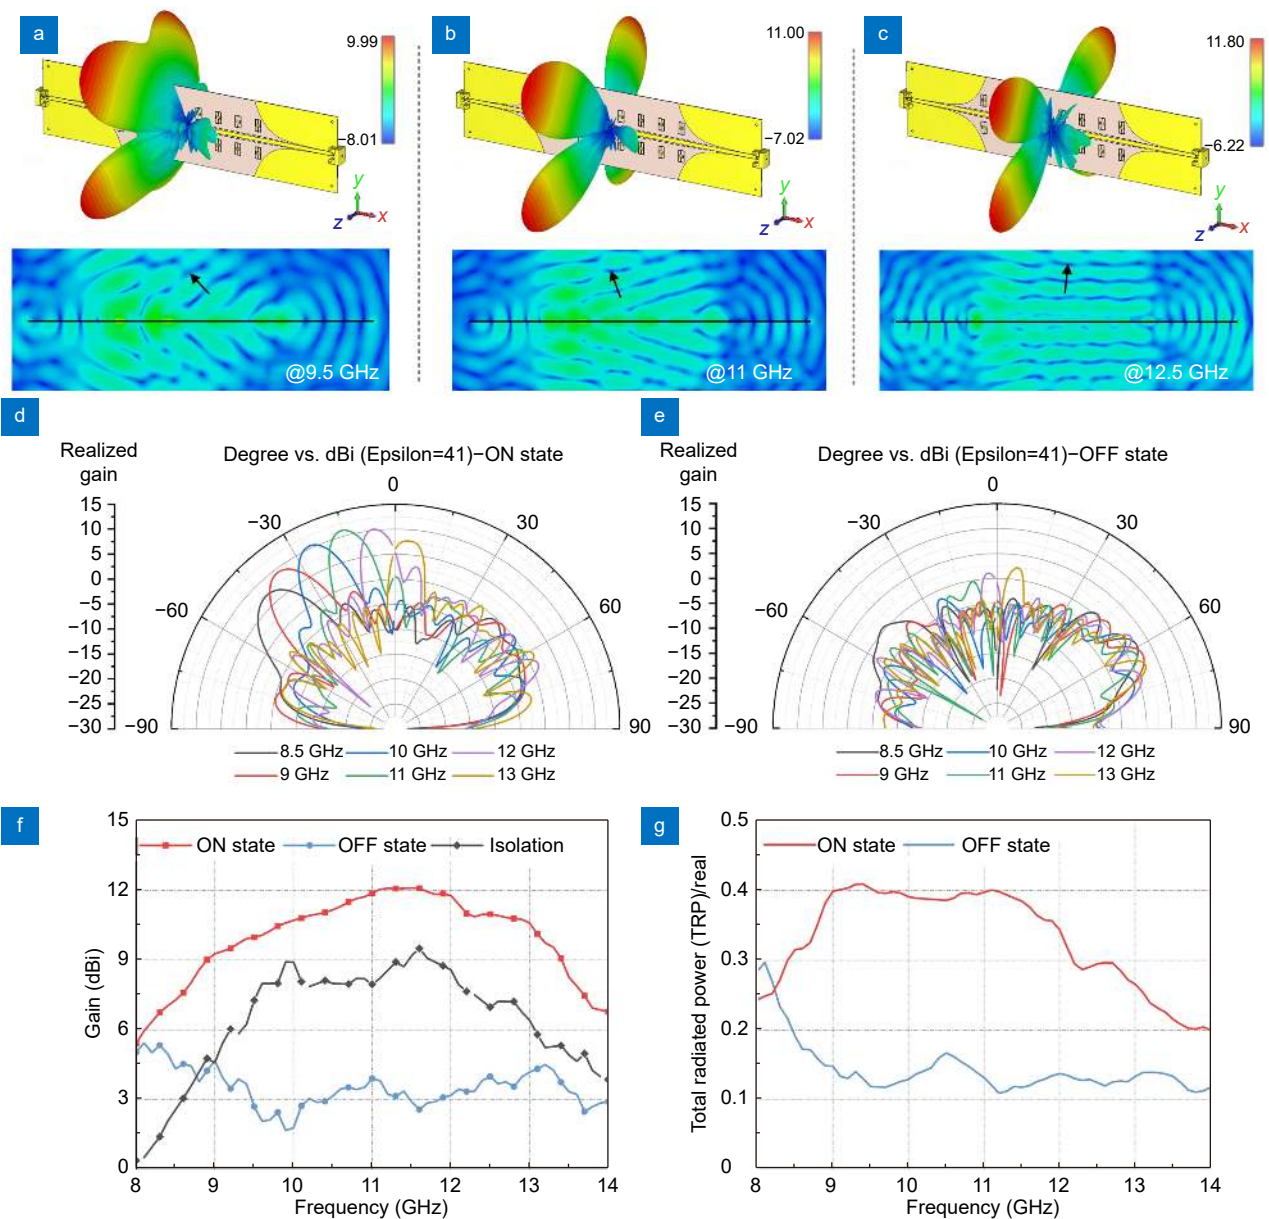 a
9.99
−8.01
y
z
x
@9.5 GHz
b
11.00
−7.02
y
z
x
@11 GHz
c
11.80
−6.22
y
z
x
@12.5 GHz
d
Realized
gain
Degree vs. dBi (Epsilon=41)−ON state
15
10
5
0
−5
−10
−15
−20
−25
−30
−90
−60
−30
0
30
60
90
8.5 GHz
10 GHz
12 GHz
9 GHz
11 GHz
13 GHz
e
Realized
gain
Degree vs. dBi (Epsilon=41)−OFF state
15
10
5
0
−5
−10
−15
−20
−25
−30
−90
−60
−30
0
30
60
90
8.5 GHz
10 GHz
12 GHz
9 GHz
11 GHz
13 GHz
f
ON state
OFF state
Isolation
Gain (dBi)
15
12
9
6
3
0
8
9
10
11
12
13
14
Frequency (GHz)
g
ON state
OFF state
Total radiated power (TRP)/real
0.5
0.4
0.3
0.2
0.1
0
8
9
10
11
12
13
14
Frequency (GHz)